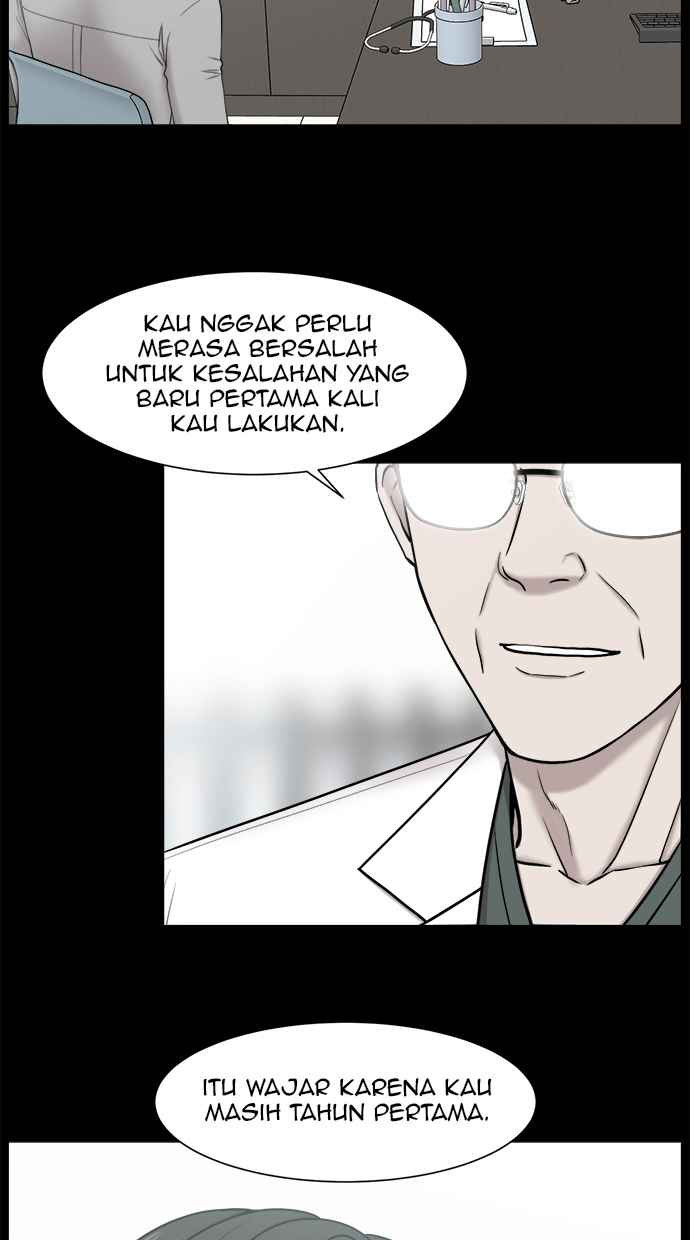 KAU NGGAK PERLU
MERASA BERSALAH
UNTUK KESALAHAN YANG
BARU PERTAMA KALI
KAU LAKUKAN.
ITU WAJAR KARENA KAU
MASIH TAHUN PERTAMA.